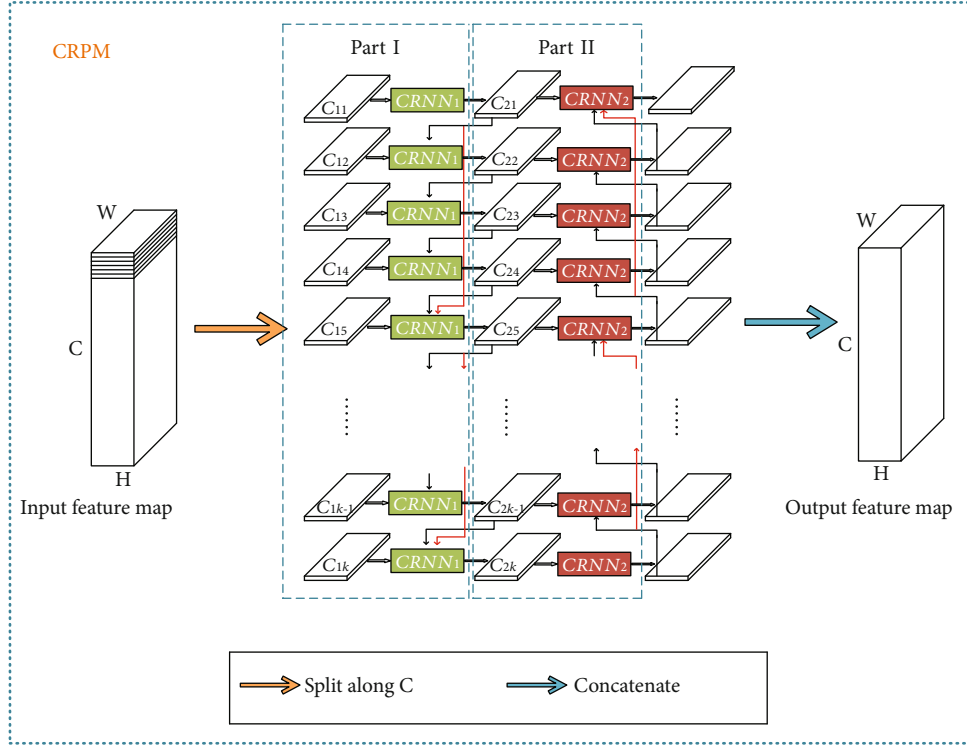 CRPM
Part I
Part II
C11 CRNN1 C21 CRNN2
C12 CRNN1 C22 CRNN2
C13 CRNN1 C23 CRNN2
C14 CRNN1 C24 CRNN2
C15 CRNN1 C25 CRNN2
...... ...... ...... ......
C1k-1 CRNN1 C2k-1 CRNN2
C1k CRNN1 C2k CRNN2
W
C
H
Input feature map
W
C
H
Output feature map
Split along C
Concatenate